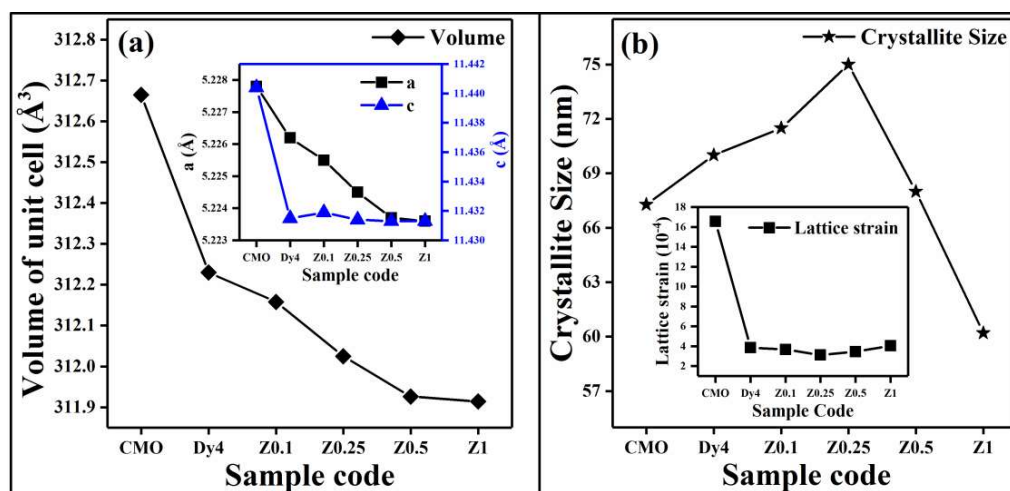 (a)
Volume
Volume of unit cell (Å³)
312.8
312.7
312.6
312.5
312.4
312.3
312.2
312.1
312.0
311.9
CMO Dy4 Z0.1 Z0.25 Z0.5 Z1
Sample code
a
c
a (Å)
5.228
5.227
5.226
5.225
5.224
5.223
c (Å)
11.442
11.440
11.438
11.436
11.434
11.432
11.430
CMO Dy4 Z0.1 Z0.25 Z0.5 Z1
Sample code
(b)
Crystallite Size
Crystallite Size (nm)
75
72
69
66
63
60
57
CMO Dy4 Z0.1 Z0.25 Z0.5 Z1
Sample code
Lattice strain
Lattice strain (10⁻⁴)
18
16
14
12
10
8
6
4
2
CMO Dy4 Z0.1 Z0.25 Z0.5 Z1
Sample Code